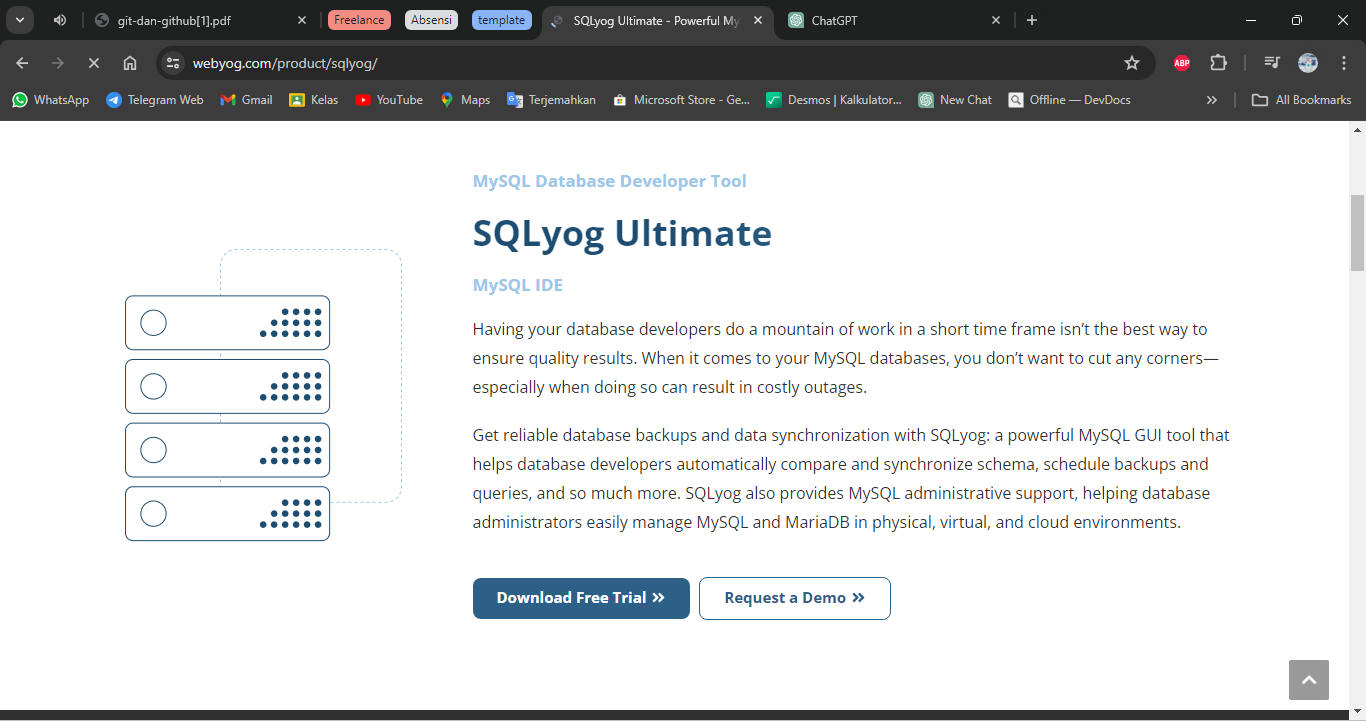 git-dan-github[1].pdf
Freelance
Absensi
template
SQLyog Ultimate - Powerful My
ChatGPT
webyog.com/product/sqlyog/
ABP
WhatsApp
Telegram Web
Gmail
Kelas
YouTube
Maps
Terjemahkan
Microsoft Store - Ge...
Desmos | Kalkulator...
New Chat
Offline — DevDocs
All Bookmarks
MySQL Database Developer Tool
SQLyog Ultimate
MySQL IDE
Having your database developers do a mountain of work in a short time frame isn’t the best way to
ensure quality results. When it comes to your MySQL databases, you don’t want to cut any corners—
especially when doing so can result in costly outages.
Get reliable database backups and data synchronization with SQLyog: a powerful MySQL GUI tool that
helps database developers automatically compare and synchronize schema, schedule backups and
queries, and so much more. SQLyog also provides MySQL administrative support, helping database
administrators easily manage MySQL and MariaDB in physical, virtual, and cloud environments.
Download Free Trial »
Request a Demo »